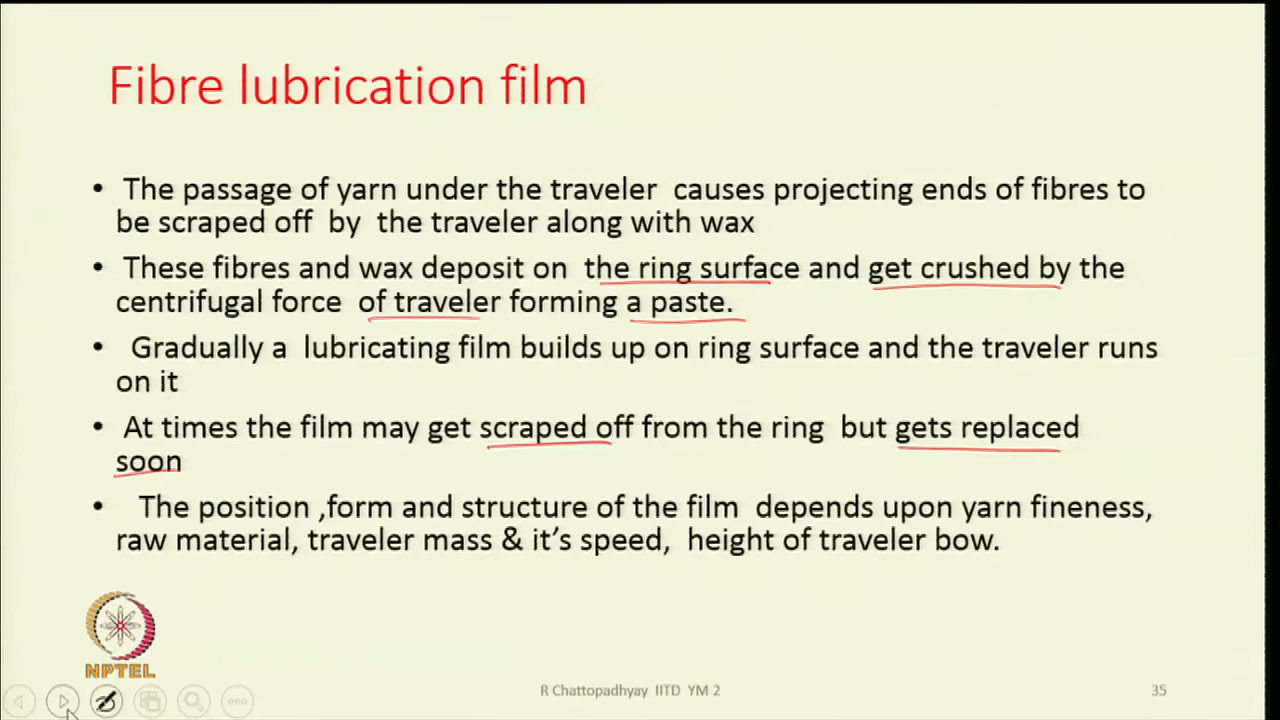 Fibre lubrication film
• The passage of yarn under the traveler causes projecting ends of fibres to
be scraped off by the traveler along with wax
• These fibres and wax deposit on the ring surface and get crushed by the
centrifugal force of traveler forming a paste.
• Gradually a lubricating film builds up on ring surface and the traveler runs
on it
• At times the film may get scraped off from the ring but gets replaced
soon
• The position ,form and structure of the film depends upon yarn fineness,
raw material, traveler mass & it’s speed, height of traveler bow.
NPTEL
R Chattopadhyay IITD YM 2
35